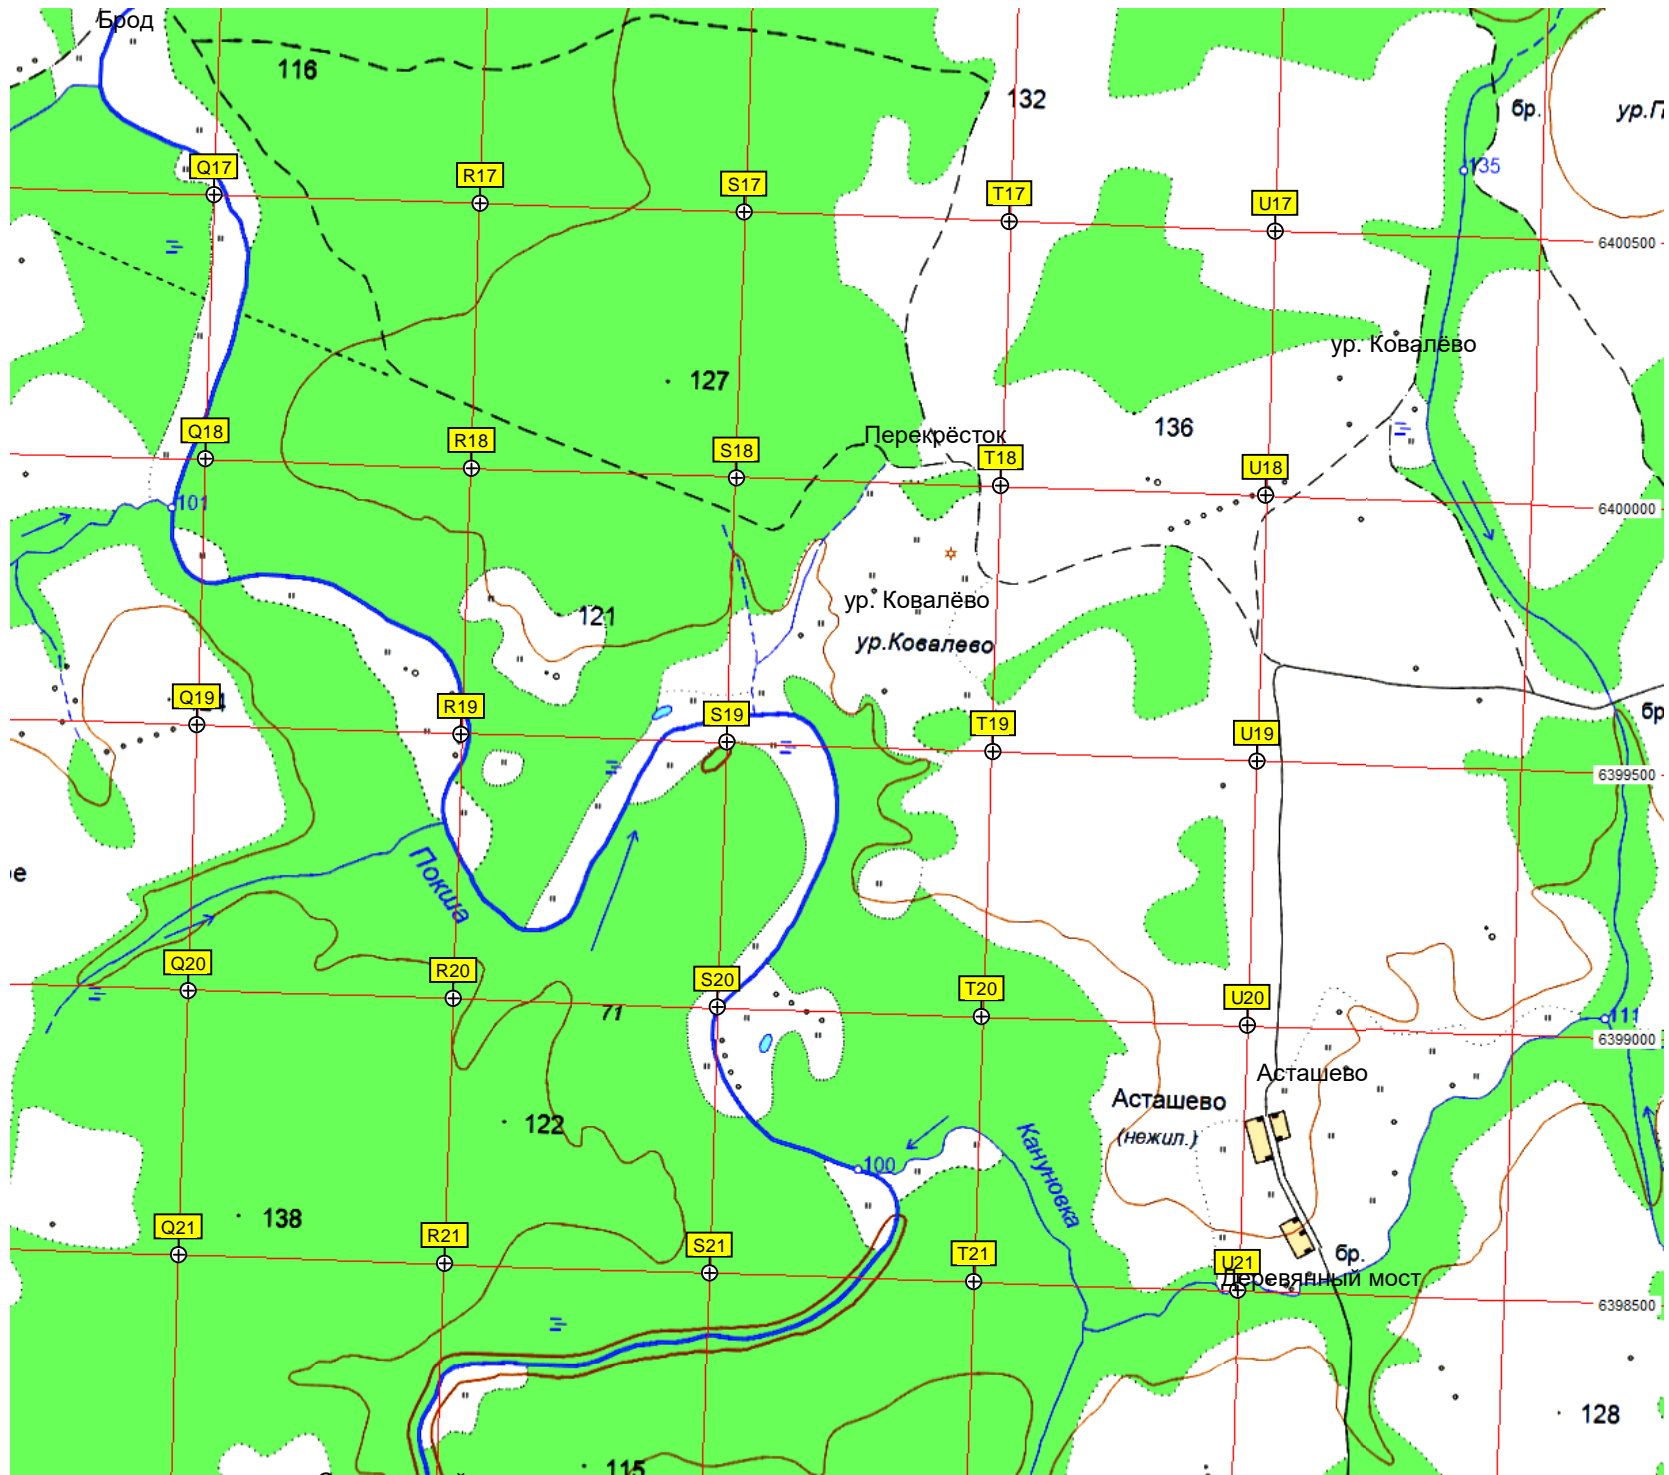 Брод
116
132
бр.
135
Q17
R17
S17
T17
U17
6400500
ур. Ковалёво
127
136
Перекрёсток
Q18
R18
S18
T18
U18
101
6400000
121
ур. Ковалёво
ур.Ковалево
Q19
R19
S19
T19
U19
бр
6399500
е
Покша
Q20
R20
S20
T20
U20
71
111
6399000
Асташево
Асташево
(нежил.)
122
100
Кануновка
138
Q21
R21
S21
T21
U21
бр.
Деревянный мост
6398500
128
115